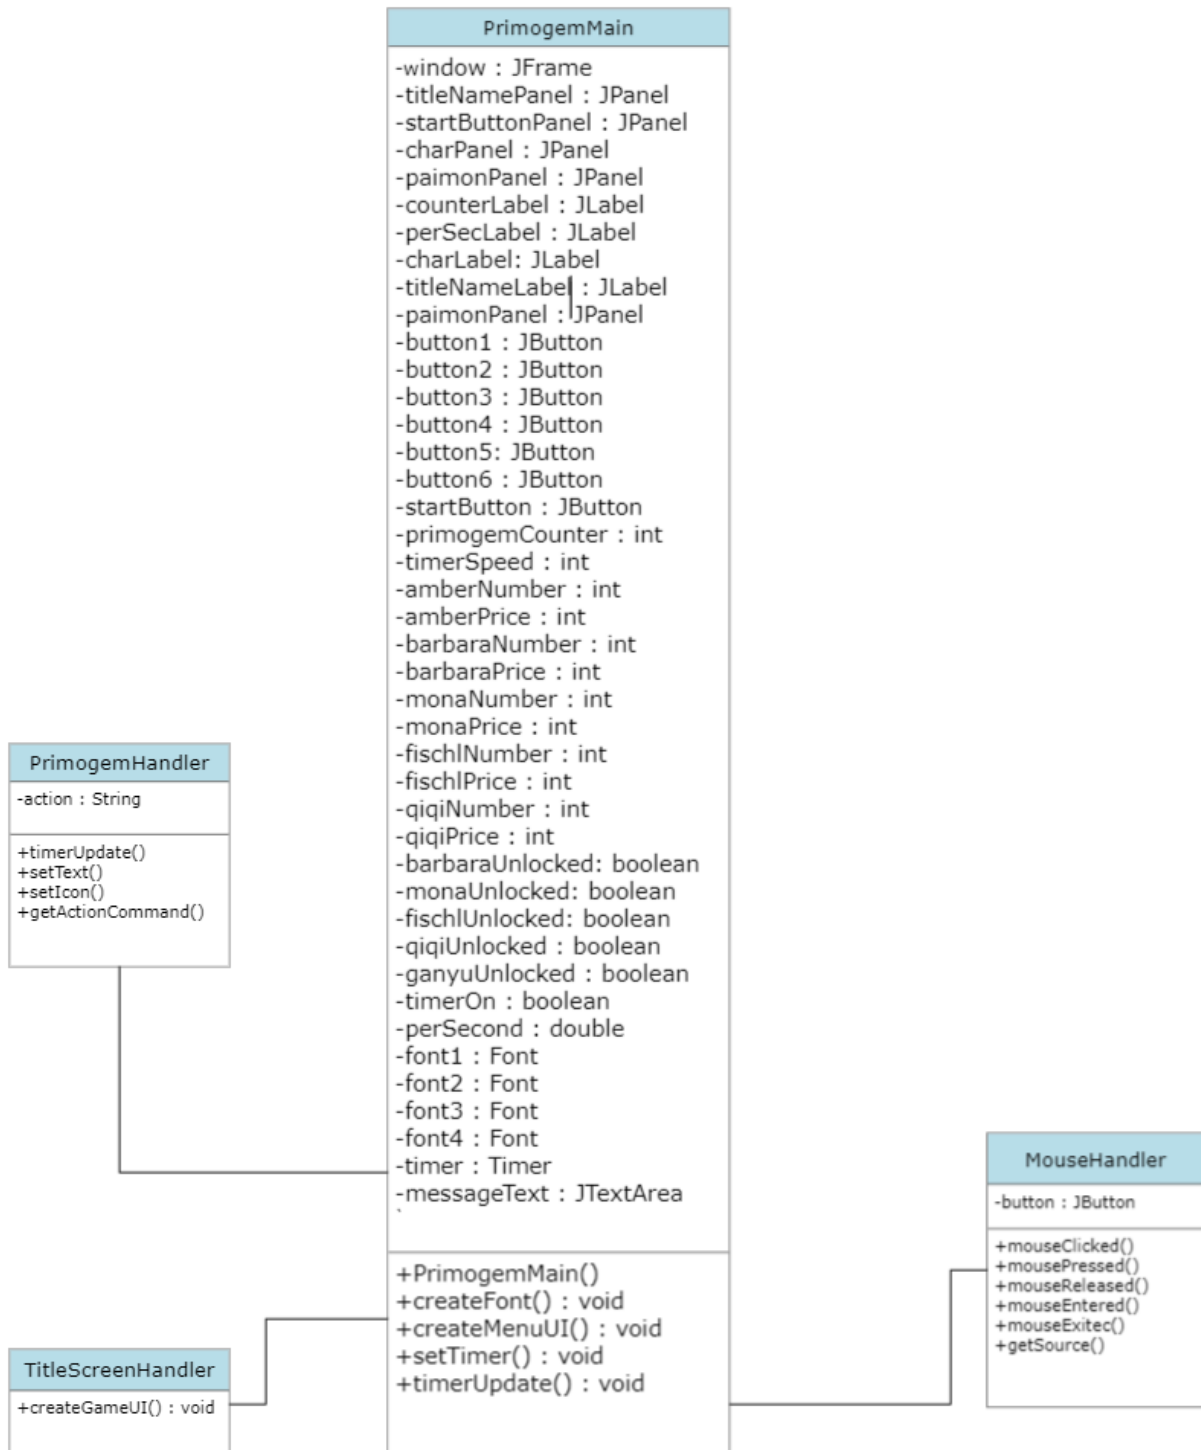 PrimogemMain
-window : JFrame
-titleNamePanel : JPanel
-startButtonPanel : JPanel
-charPanel : JPanel
-paimonPanel : JPanel
-counterLabel : JLabel
-perSecLabel : JLabel
-charLabel: JLabel
-titleNameLabel : JLabel
-paimonPanel : JPanel
-button1 : JButton
-button2 : JButton
-button3 : JButton
-button4 : JButton
-button5: JButton
-button6 : JButton
-startButton : JButton
-primogemCounter : int
-timerSpeed : int
-amberNumber : int
-amberPrice : int
-barbaraNumber : int
-barbaraPrice : int
-monaNumber : int
-monaPrice : int
-fischlNumber : int
-fischlPrice : int
-qiqiNumber : int
-qiqiPrice : int
-barbaraUnlocked: boolean
-monaUnlocked: boolean
-fischlUnlocked: boolean
-qiqiUnlocked : boolean
-ganyuUnlocked : boolean
-timerOn : boolean
-perSecond : double
-font1 : Font
-font2 : Font
-font3 : Font
-font4 : Font
-timer : Timer
-messageText : JTextArea
+PrimogemMain()
+createFont() : void
+createMenuUI() : void
+setTimer() : void
+timerUpdate() : void
PrimogemHandler
-action : String
+timerUpdate()
+setText()
+setIcon()
+getActionCommand()
TitleScreenHandler
+createGameUI() : void
MouseHandler
-button : JButton
+mouseClicked()
+mousePressed()
+mouseReleased()
+mouseEntered()
+mouseExitec()
+getSource()